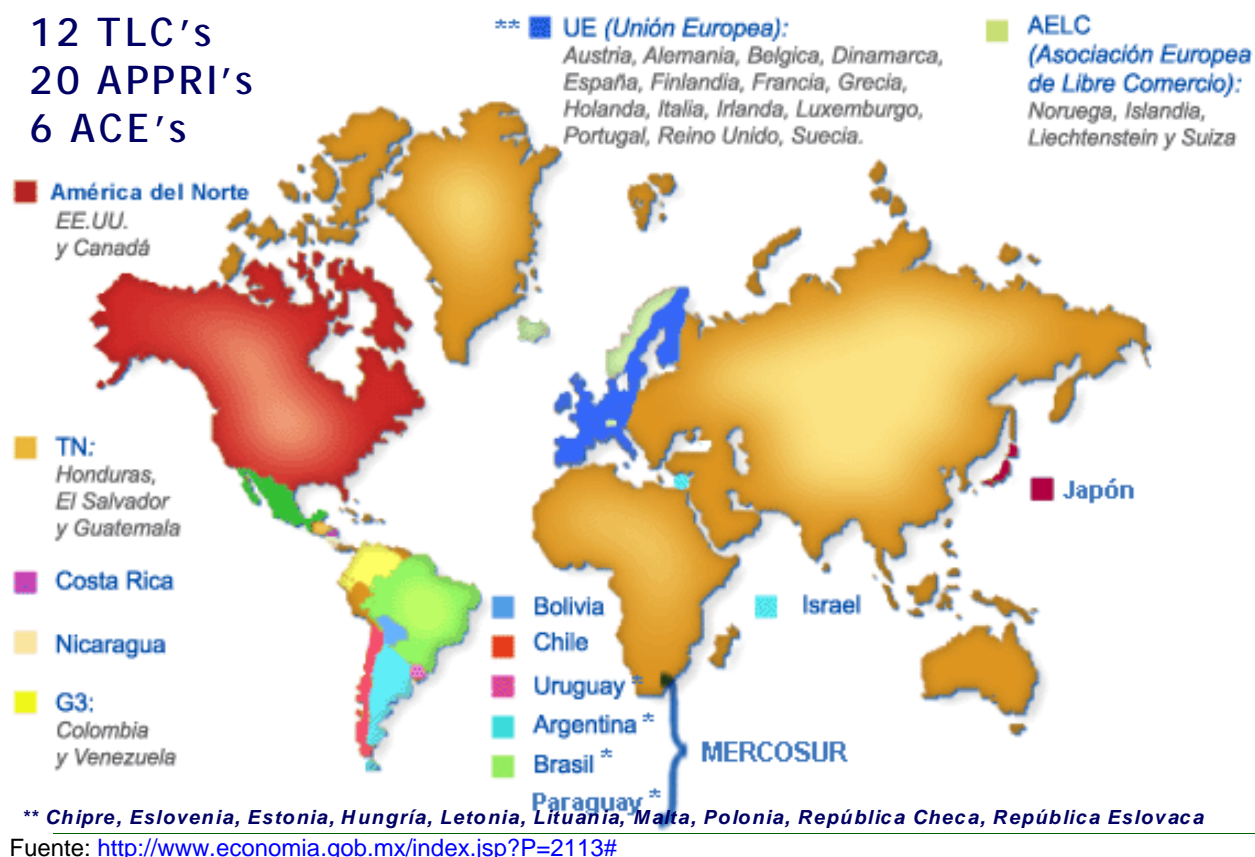 12 TLC's
20 APPRI's
6 ACE's
** UE (Unión Europea):
Austria, Alemania, Belgica, Dinamarca,
España, Finlandia, Francia, Grecia,
Holanda, Italia, Irlanda, Luxemburgo,
Portugal, Reino Unido, Suecia.
AELC
(Asociación Europea
de Libre Comercio):
Noruega, Islandia,
Liechtenstein y Suiza
América del Norte
EE.UU.
y Canadá
TN:
Honduras,
El Salvador
y Guatemala
Costa Rica
Nicaragua
G3:
Colombia
y Venezuela
Bolivia
Chile
Uruguay *
Argentina *
Brasil *
Paraguay *
MERCOSUR
Israel
Japón
** Chipre, Eslovenia, Estonia, Hungría, Letonia, Lituania, Malta, Polonia, República Checa, República Eslovaca
Fuente: http://www.economia.gob.mx/index.jsp?P=2113#